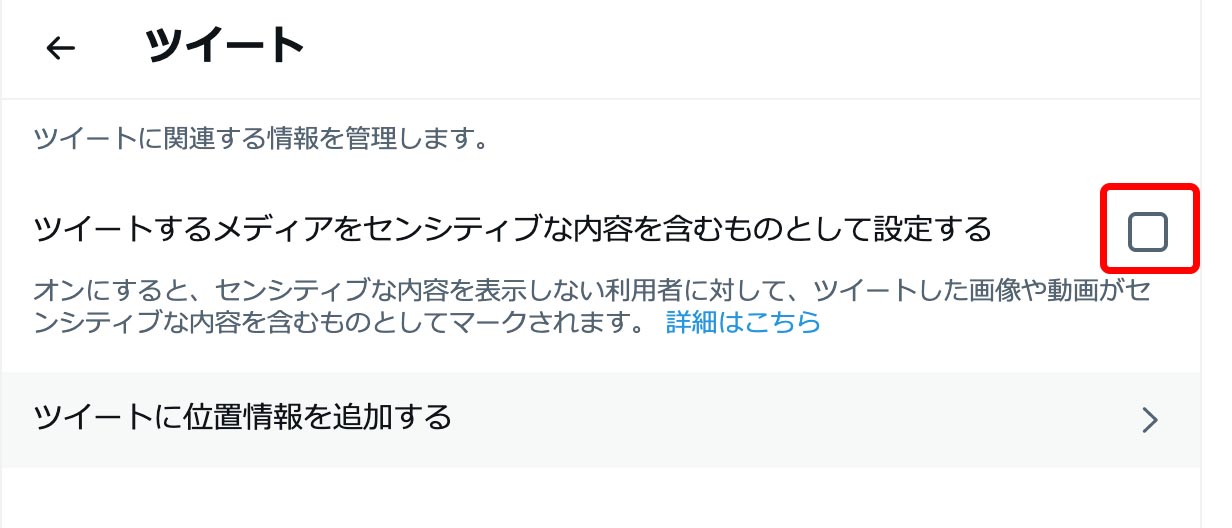 ツイート
ツイートに関連する情報を管理します。
ツイートするメディアをセンシティブな内容を含むものとして設定する
オンにすると、センシティブな内容を表示しない利用者に対して、ツイートした画像や動画がセ
ンシティブな内容を含むものとしてマークされます。 詳細はこちら
ツイートに位置情報を追加する